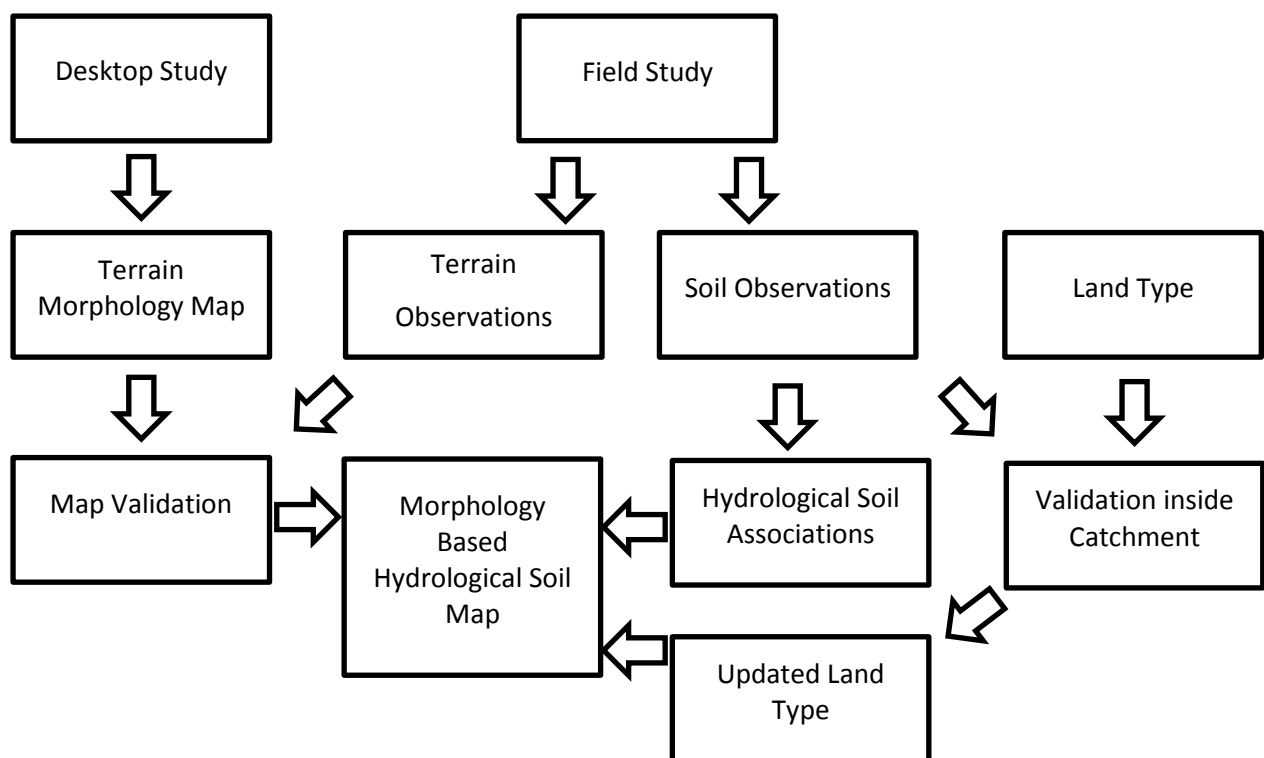 Desktop Study
Field Study
Terrain
Morphology Map
Terrain
Observations
Soil Observations
Land Type
Map Validation
Morphology
Based
Hydrological Soil
Map
Hydrological Soil
Associations
Validation inside
Catchment
Updated Land
Type